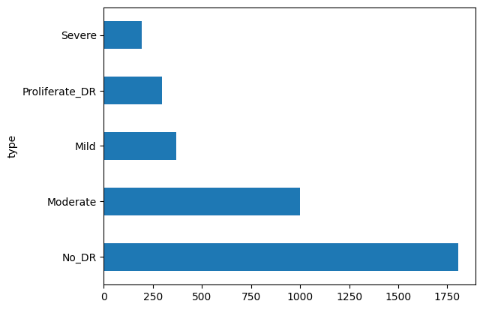 Severe
Proliferate_DR
Mild
Moderate
No_DR
type
0 250 500 750 1000 1250 1500 1750